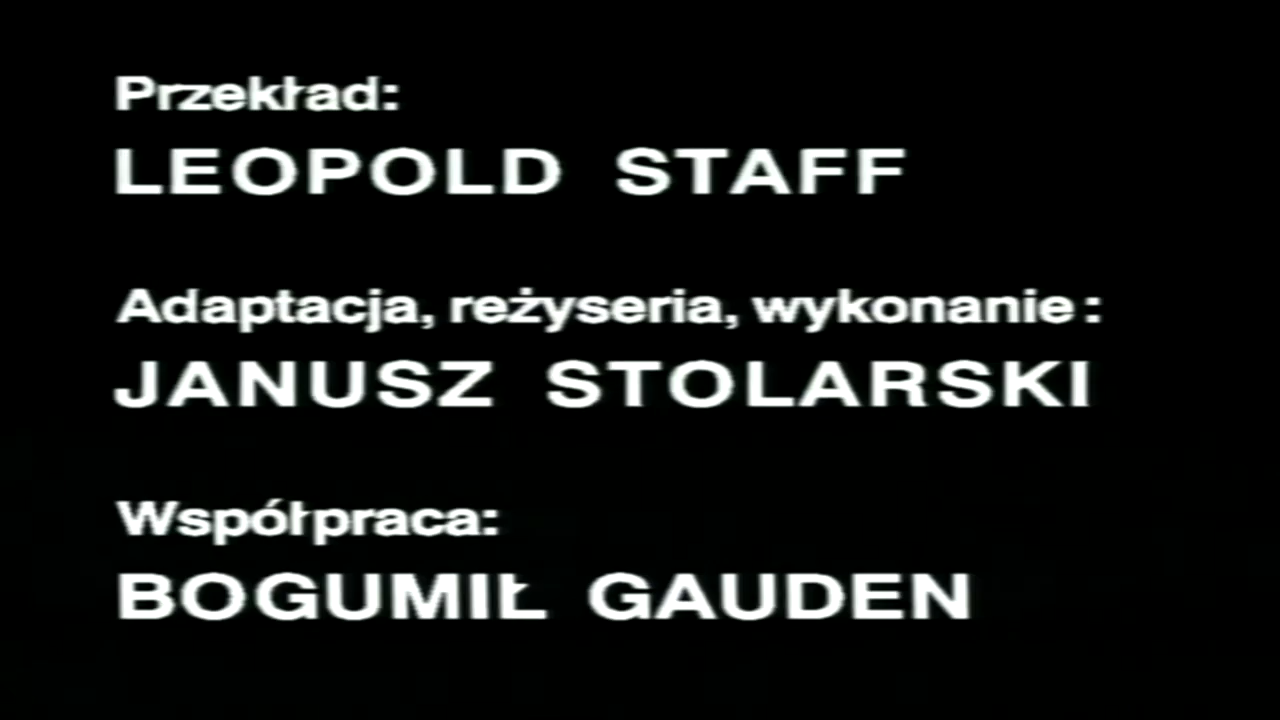 Przekład:
LEOPOLD STAFF
Adaptacja, reżyseria, wykonanie:
JANUSZ STOLARSKI
Współpraca:
BOGUMIŁ GAUDEN